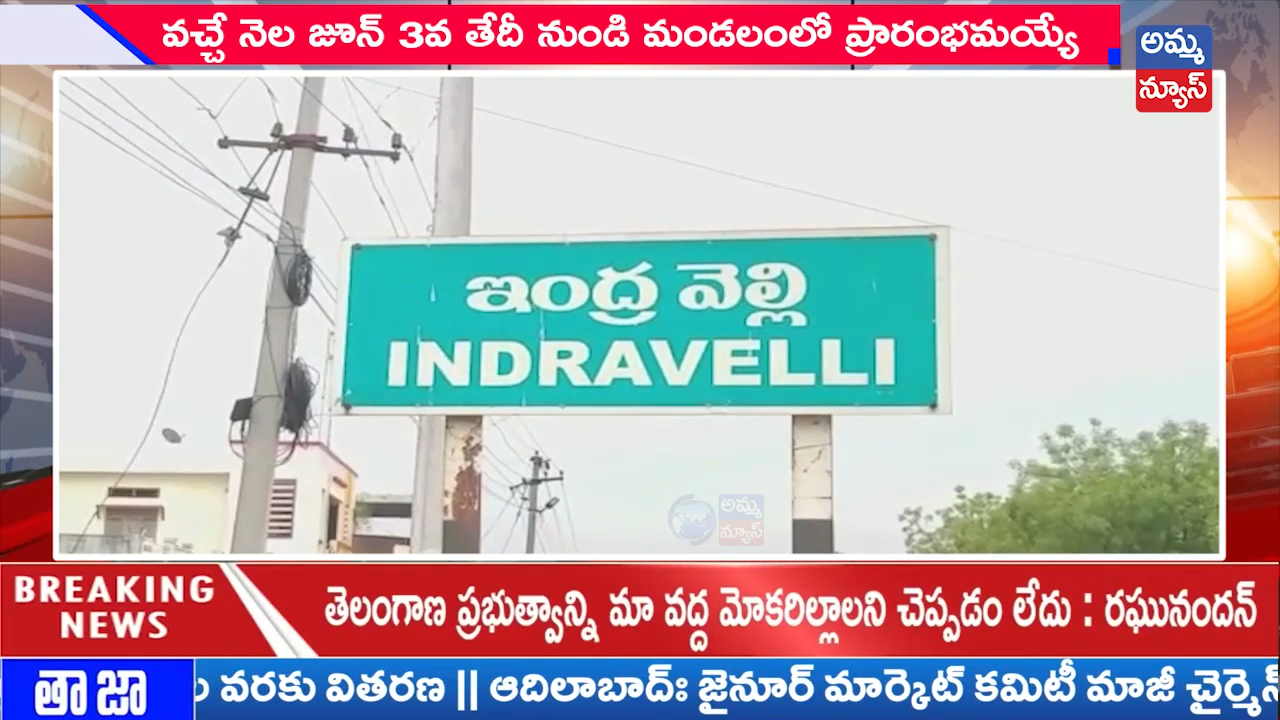 వచ్చే నెల జూన్ 3వ తేదీ నుండి మండలంలో ప్రారంభమయ్యే
అమ్మ
న్యూస్
ఇంద్ర వెల్లి
INDRAVELLI
అమ్మ
న్యూస్
BREAKING
NEWS
తెలంగాణ ప్రభుత్వాన్ని మా వద్ద మోకరిల్లాలని చెప్పడం లేదు : రఘునందన్
తాజా
వరకు వితరణ || ఆదిలాబాద్: జైనూర్ మార్కెట్ కమిటీ మాజీ చైర్మెన్